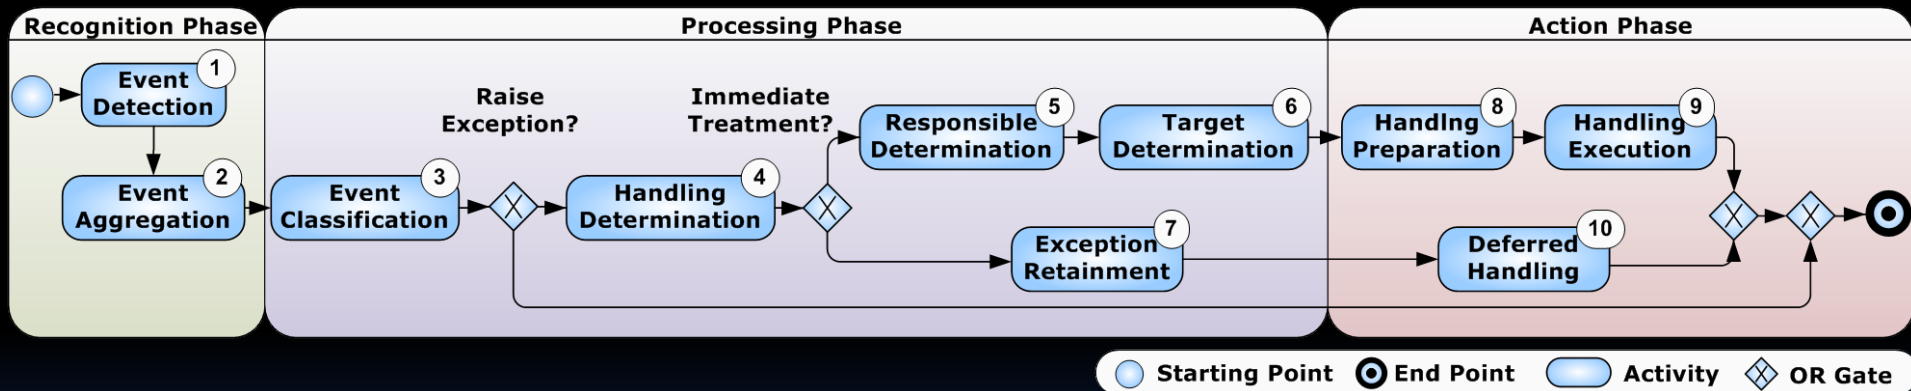 Recognition Phase
Processing Phase
Action Phase
1
Event
Detection
2
Event
Aggregation
3
Event
Classification
Raise
Exception?
4
Handling
Determination
Immediate
Treatment?
5
Responsible
Determination
6
Target
Determination
7
Exception
Retainment
8
Handlng
Preparation
9
Handling
Execution
10
Deferred
Handling
X
X
X
X
Starting Point
End Point
Activity
X
OR Gate